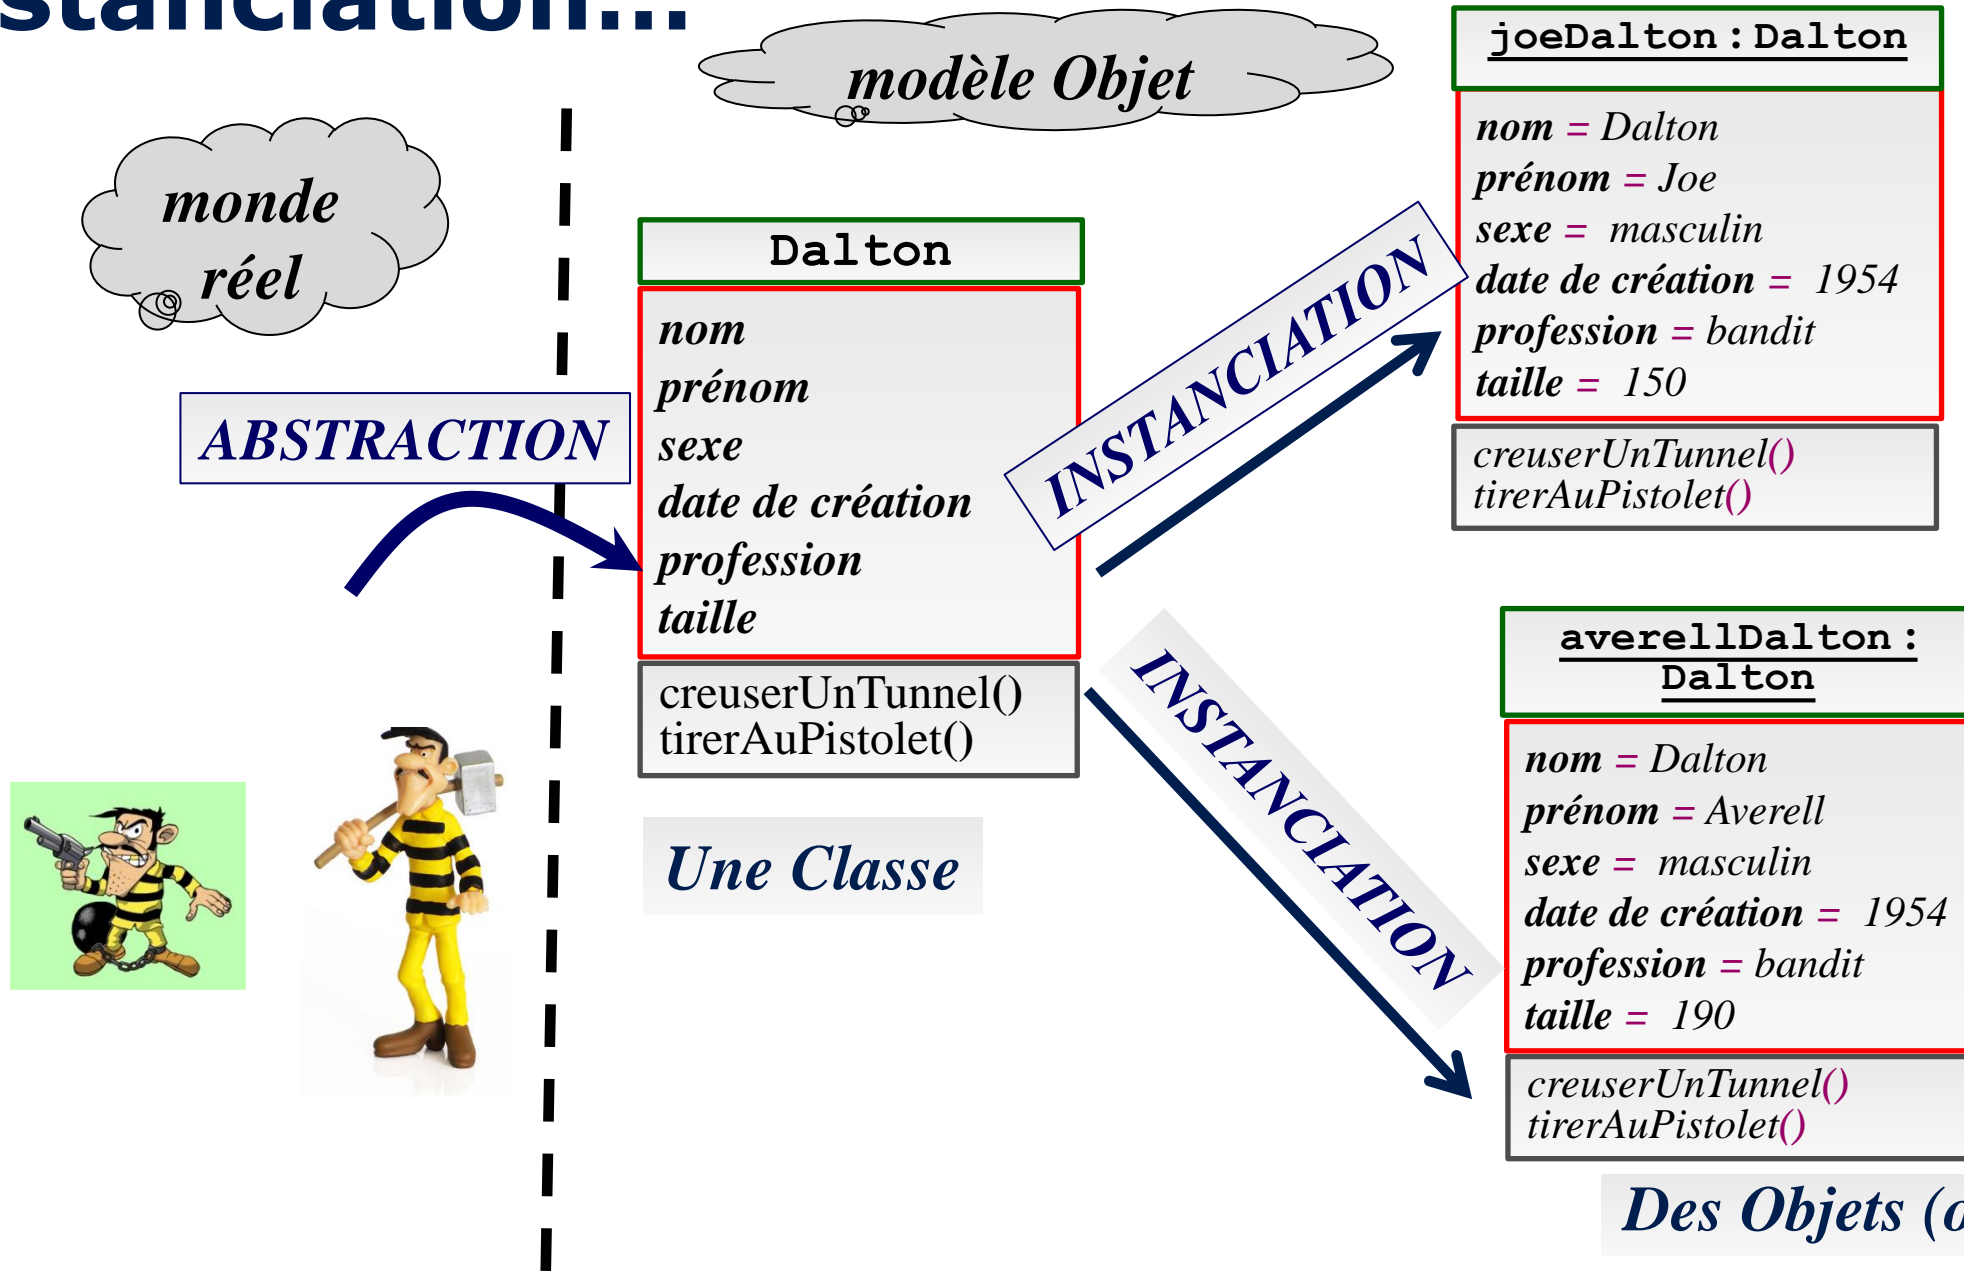 stanciation...
modèle Objet
monde
réel
ABSTRACTION
Dalton
nom
prénom
sexe
date de création
profession
taille
creuserUnTunnel()
tirerAuPistolet()
Une Classe
INSTANCIATION
INSTANCIATION
joeDalton : Dalton
nom = Dalton
prénom = Joe
sexe = masculin
date de création = 1954
profession = bandit
taille = 150
creuserUnTunnel()
tirerAuPistolet()
averellDalton :
Dalton
nom = Dalton
prénom = Averell
sexe = masculin
date de création = 1954
profession = bandit
taille = 190
creuserUnTunnel()
tirerAuPistolet()
Des Objets (o